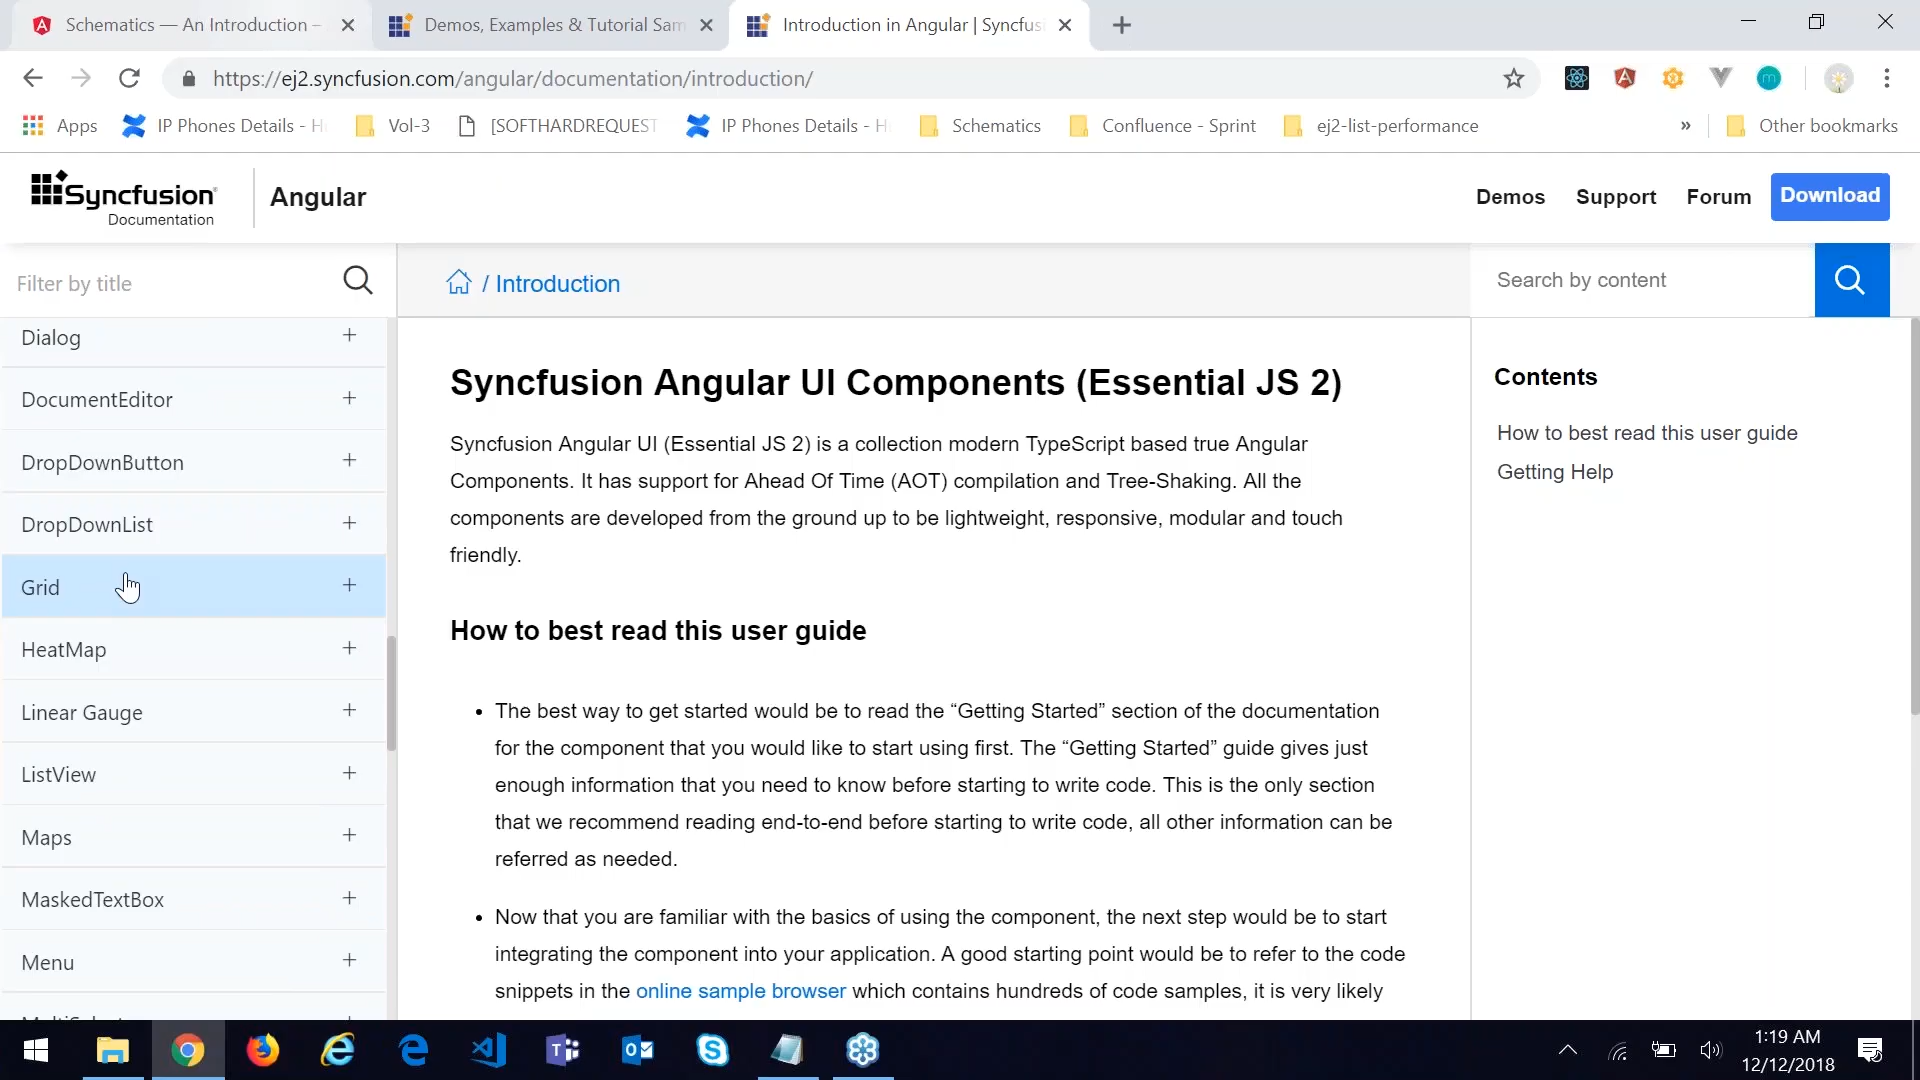 Schematics — An Introduction –
Demos, Examples & Tutorial Sam
Introduction in Angular | Syncfus
https://ej2.syncfusion.com/angular/documentation/introduction/
Apps
IP Phones Details - H
Vol-3
[SOFTHARDREQUEST
IP Phones Details - H
Schematics
Confluence - Sprint
ej2-list-performance
»
Other bookmarks
Syncfusion
Documentation
Angular
Demos
Support
Forum
Download
Filter by title
/ Introduction
Search by content
Dialog
DocumentEditor
DropDownButton
DropDownList
Grid
HeatMap
Linear Gauge
ListView
Maps
MaskedTextBox
Menu
Syncfusion Angular UI Components (Essential JS 2)
Syncfusion Angular UI (Essential JS 2) is a collection modern TypeScript based true Angular
Components. It has support for Ahead Of Time (AOT) compilation and Tree-Shaking. All the
components are developed from the ground up to be lightweight, responsive, modular and touch
friendly.
How to best read this user guide
• The best way to get started would be to read the “Getting Started” section of the documentation
for the component that you would like to start using first. The “Getting Started” guide gives just
enough information that you need to know before starting to write code. This is the only section
that we recommend reading end-to-end before starting to write code, all other information can be
referred as needed.
• Now that you are familiar with the basics of using the component, the next step would be to start
integrating the component into your application. A good starting point would be to refer to the code
snippets in the online sample browser which contains hundreds of code samples, it is very likely
Contents
How to best read this user guide
Getting Help
1:19 AM
12/12/2018